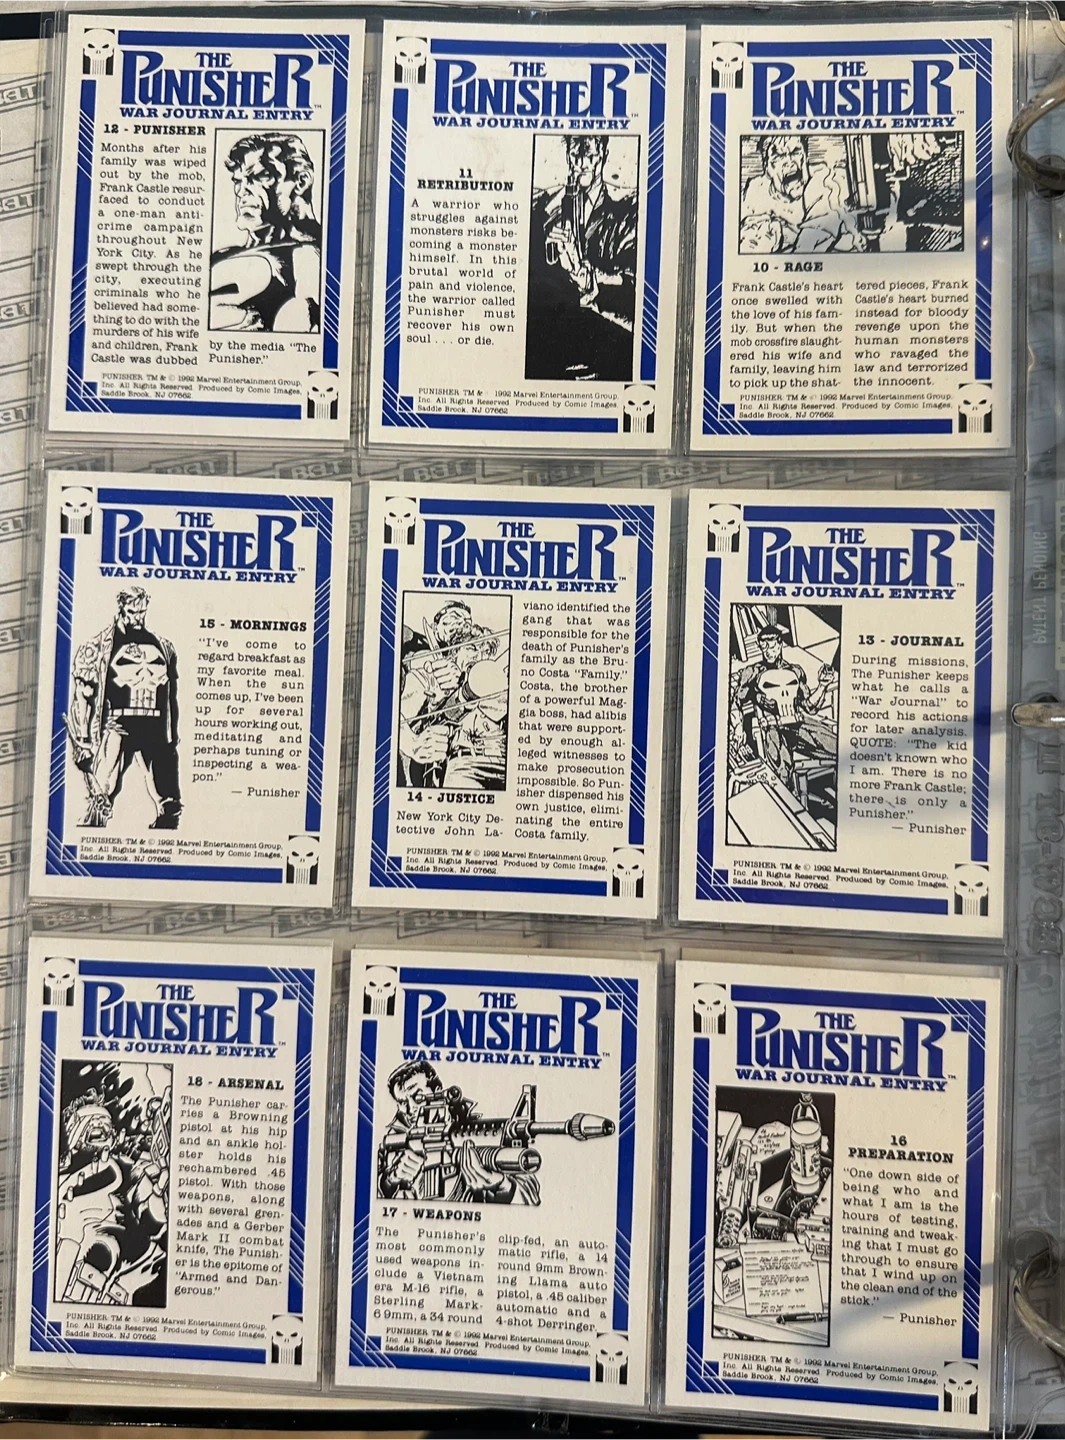 THE
PUNISHER™
WAR JOURNAL ENTRY
12 - PUNISHER
Months after his
family was wiped
out by the mob,
Frank Castle resur-
faced to conduct
a one-man anti-
crime campaign
throughout New
York City. As he
swept through the
city, executing
criminals who he
believed had some-
thing to do with the
murders of his wife
and children, Frank
Castle was dubbed
by the media "The
Punisher."
PUNISHER TM & © 1992 Marvel Entertainment Group,
Inc. All Rights Reserved. Produced by Comic Images,
Saddle Brook, NJ 07662
THE
PUNISHER™
WAR JOURNAL ENTRY
11
RETRIBUTION
A warrior who
struggles against
monsters risks be-
coming a monster
himself. In this
brutal world of
pain and violence,
the warrior called
Punisher must
recover his own
soul . . . or die.
PUNISHER TM & © 1992 Marvel Entertainment Group,
Inc. All Rights Reserved. Produced by Comic Images,
Saddle Brook, NJ 07662
THE
PUNISHER™
WAR JOURNAL ENTRY
10 - RAGE
Frank Castle's heart
once swelled with
the love of his fam-
ily. But when the
mob crossfire slaught-
ered his wife and
family, leaving him
to pick up the shat-
tered pieces, Frank
Castle's heart burned
instead for bloody
revenge upon the
human monsters
who ravaged the
law and terrorized
the innocent.
PUNISHER TM & © 1992 Marvel Entertainment Group,
Inc. All Rights Reserved. Produced by Comic Images,
Saddle Brook, NJ 07662
THE
PUNISHER™
WAR JOURNAL ENTRY
15 - MORNINGS
"I've come to
regard breakfast as
my favorite meal.
When the sun
comes up, I've been
up for several
hours working out,
meditating and
perhaps tuning or
inspecting a wea-
pon."
— Punisher
PUNISHER TM & © 1992 Marvel Entertainment Group,
Inc. All Rights Reserved. Produced by Comic Images,
Saddle Brook, NJ 07662
THE
PUNISHER™
WAR JOURNAL ENTRY
14 - JUSTICE
New York City De-
tective John La-
viano identified the
gang that was
responsible for the
death of Punisher's
family as the Bru-
no Costa "Family."
Costa, the brother
of a powerful Mag-
gia boss, had alibis
that were support-
ed by enough al-
leged witnesses to
make prosecution
impossible. So Pun-
isher dispensed his
own justice, elimi-
nating the entire
Costa family.
PUNISHER TM & © 1992 Marvel Entertainment Group,
Inc. All Rights Reserved. Produced by Comic Images,
Saddle Brook, NJ 07662
THE
PUNISHER™
WAR JOURNAL ENTRY
13 - JOURNAL
During missions,
The Punisher keeps
what he calls a
"War Journal" to
record his actions
for later analysis.
QUOTE: "The kid
doesn't known who
I am. There is no
more Frank Castle;
there is only a
Punisher."
— Punisher
PUNISHER TM & © 1992 Marvel Entertainment Group,
Inc. All Rights Reserved. Produced by Comic Images,
Saddle Brook, NJ 07662
THE
PUNISHER™
WAR JOURNAL ENTRY
18 - ARSENAL
The Punisher car-
ries a Browning
pistol at his hip
and an ankle hol-
ster holds his
rechambered .45
pistol. With those
weapons, along
with several gren-
ades and a Gerber
Mark II combat
knife, The Punish-
er is the epitome of
"Armed and Dan-
gerous."
PUNISHER TM & © 1992 Marvel Entertainment Group,
Inc. All Rights Reserved. Produced by Comic Images,
Saddle Brook, NJ 07662
THE
PUNISHER™
WAR JOURNAL ENTRY
17 - WEAPONS
The Punisher's
most commonly
used weapons in-
clude a Vietnam
era M-16 rifle, a
Sterling Mark-
6 9mm, a 34 round
clip-fed, an auto-
matic rifle, a 14
round 9mm Brown-
ing Llama auto
pistol, a .45 caliber
automatic and a
4-shot Derringer.
PUNISHER TM & © 1992 Marvel Entertainment Group,
Inc. All Rights Reserved. Produced by Comic Images,
Saddle Brook, NJ 07662
THE
PUNISHER™
WAR JOURNAL ENTRY
16
PREPARATION
"One down side of
being who and
what I am is the
hours of testing,
training and tweak-
ing that I must go
through to ensure
that I wind up on
the clean end of the
stick."
— Punisher
PUNISHER TM & © 1992 Marvel Entertainment Group,
Inc. All Rights Reserved. Produced by Comic Images,
Saddle Brook, NJ 07662